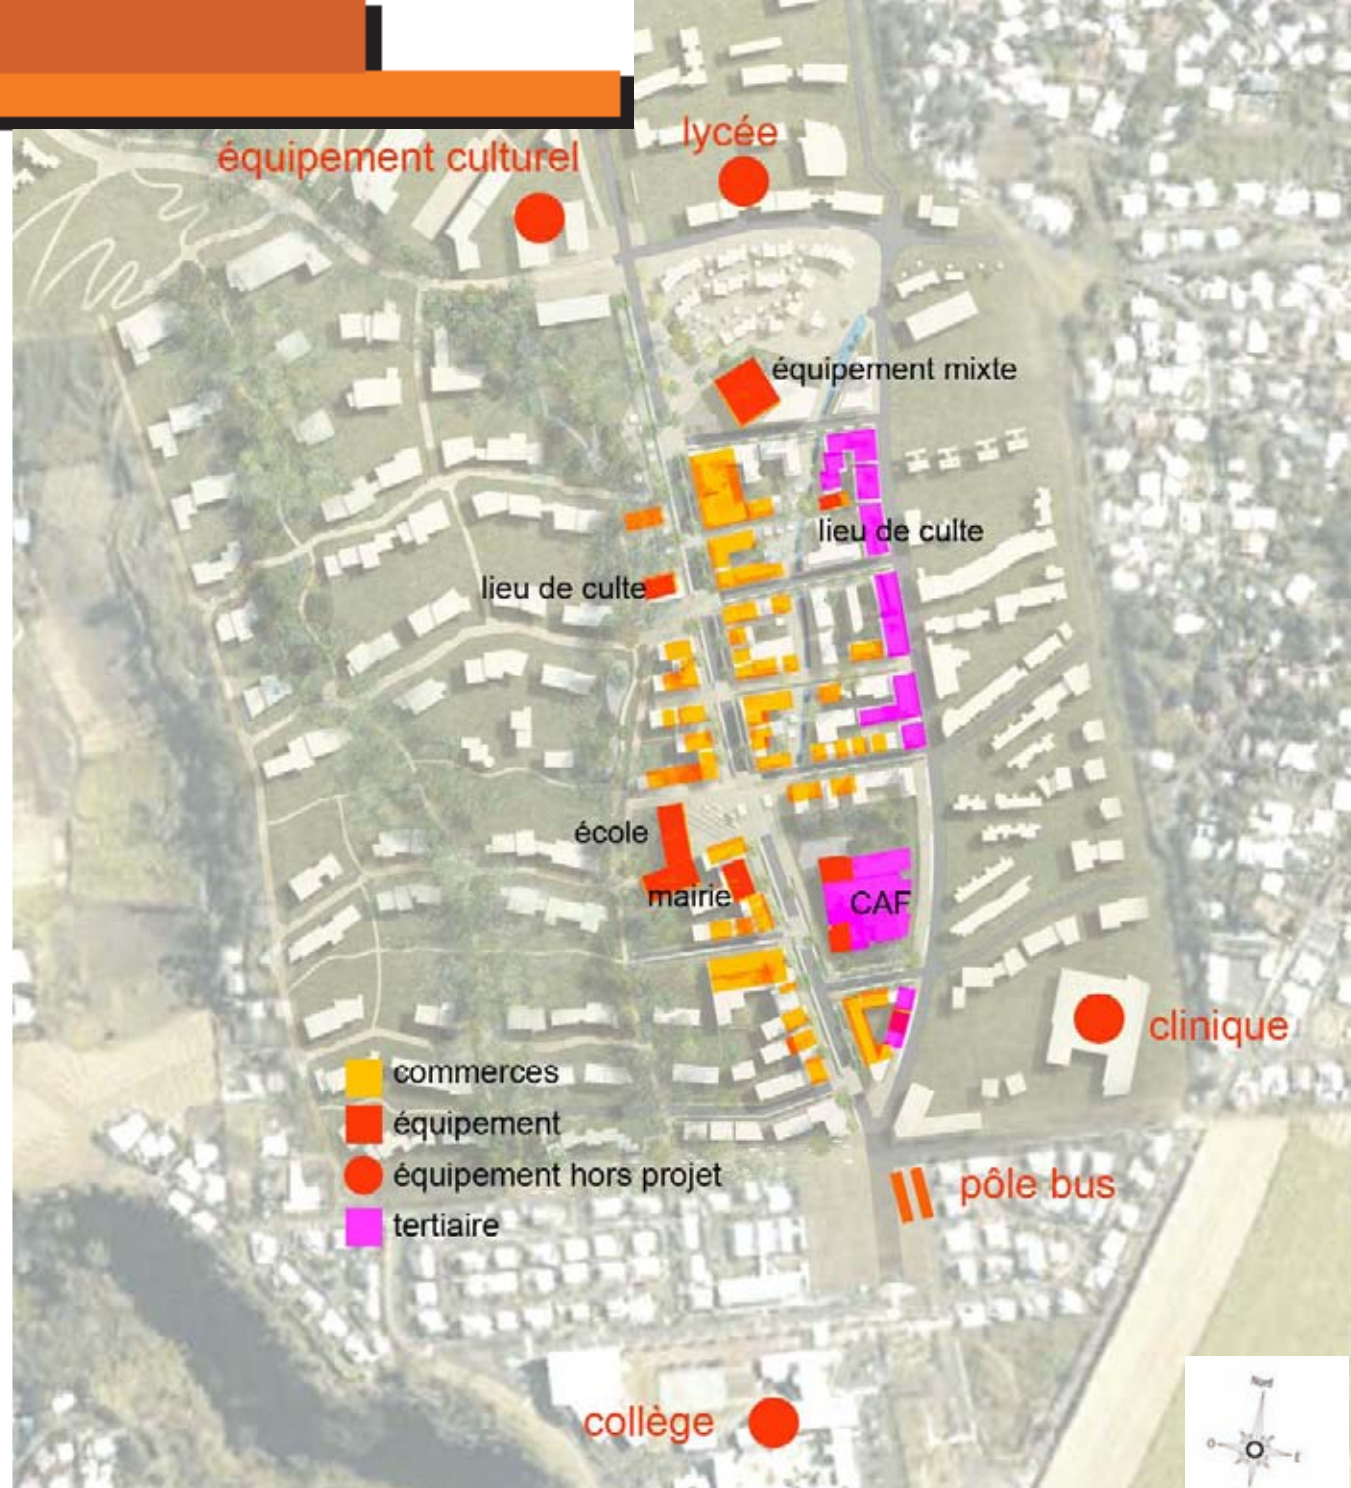 lycée
équipement culturel
équipement mixte
lieu de culte
lieu de culte
école
mairie
CAF
clinique
commerces
équipement
équipement hors projet
tertiaire
pôle bus
collège
Nord
O
E